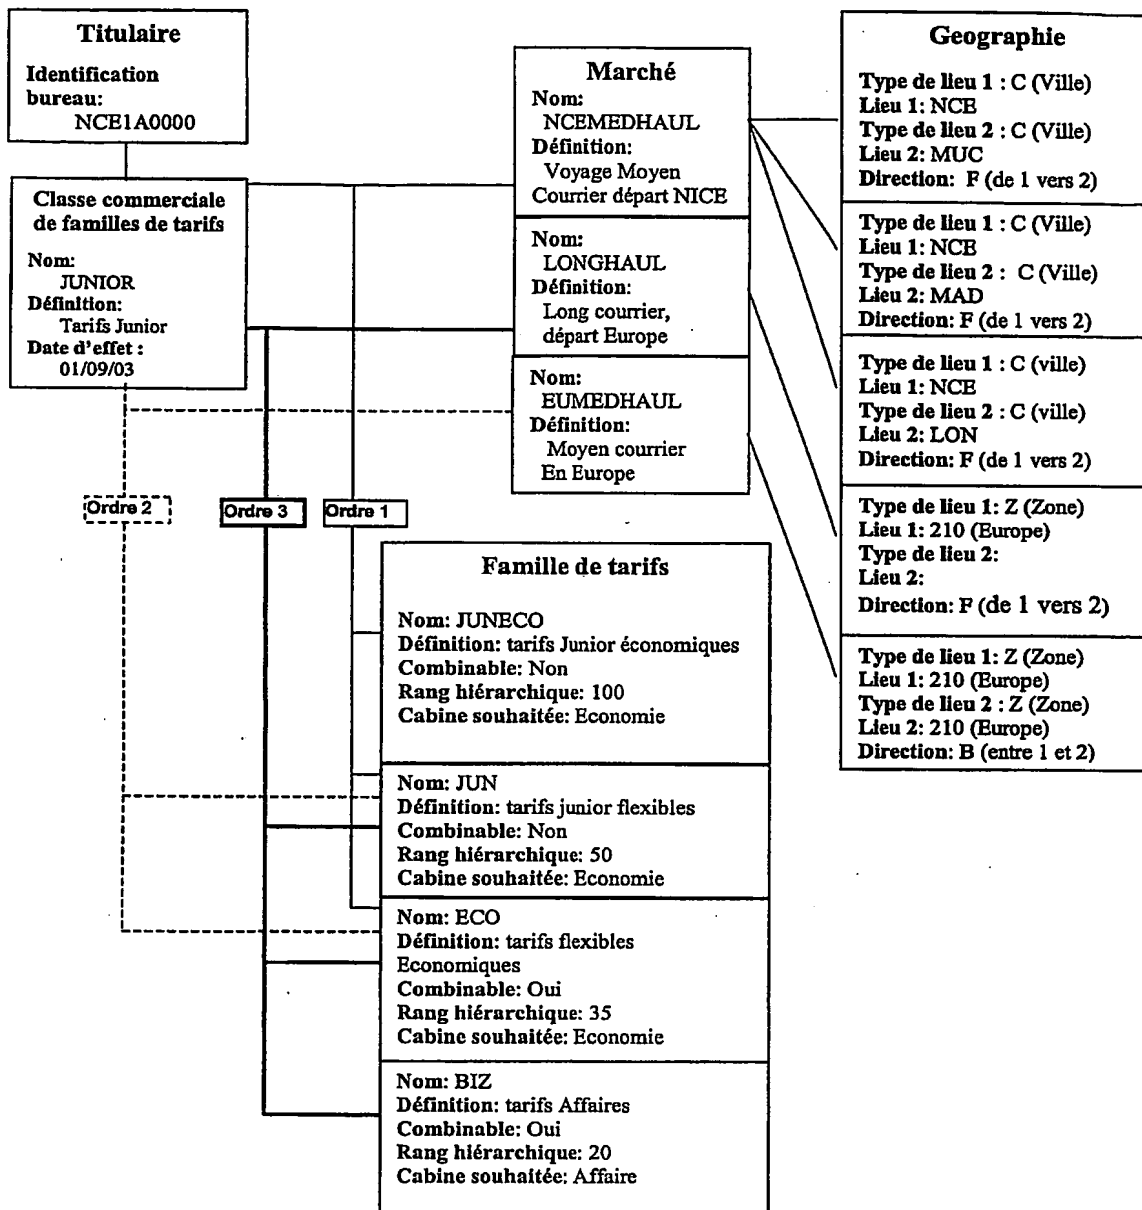 Titulaire
Identification
bureau:
NCE1A0000
Classe commerciale
de familles de tarifs
Nom:
JUNIOR
Définition:
Tarifs Junior
Date d'effet :
01/09/03
Marché
Nom:
NCEMEDHAUL
Définition:
Voyage Moyen
Courrier départ NICE
Nom:
LONGHAUL
Définition:
Long courrier,
départ Europe
Nom:
EUMEDHAUL
Définition:
Moyen courrier
En Europe
Geographie
Type de lieu 1 : C (Ville)
Lieu 1: NCE
Type de lieu 2 : C (Ville)
Lieu 2: MUC
Direction: F (de 1 vers 2)
Type de lieu 1 : C (Ville)
Lieu 1: NCE
Type de lieu 2 : C (Ville)
Lieu 2: MAD
Direction: F (de 1 vers 2)
Type de lieu 1 : C (ville)
Lieu 1: NCE
Type de lieu 2 : C (ville)
Lieu 2: LON
Direction: F (de 1 vers 2)
Type de lieu 1: Z (Zone)
Lieu 1: 210 (Europe)
Type de lieu 2:
Lieu 2:
Direction: F (de 1 vers 2)
Type de lieu 1: Z (Zone)
Lieu 1: 210 (Europe)
Type de lieu 2 : Z (Zone)
Lieu 2: 210 (Europe)
Direction: B (entre 1 et 2)
Ordre 2
Ordre 3
Ordre 1
Famille de tarifs
Nom: JUNECO
Définition: tarifs Junior économiques
Combinable: Non
Rang hiérarchique: 100
Cabine souhaitée: Economie
Nom: JUN
Définition: tarifs junior flexibles
Combinable: Non
Rang hiérarchique: 50
Cabine souhaitée: Economie
Nom: ECO
Définition: tarifs flexibles
Economiques
Combinable: Oui
Rang hiérarchique: 35
Cabine souhaitée: Economie
Nom: BIZ
Définition: tarifs Affaires
Combinable: Oui
Rang hiérarchique: 20
Cabine souhaitée: Affaire